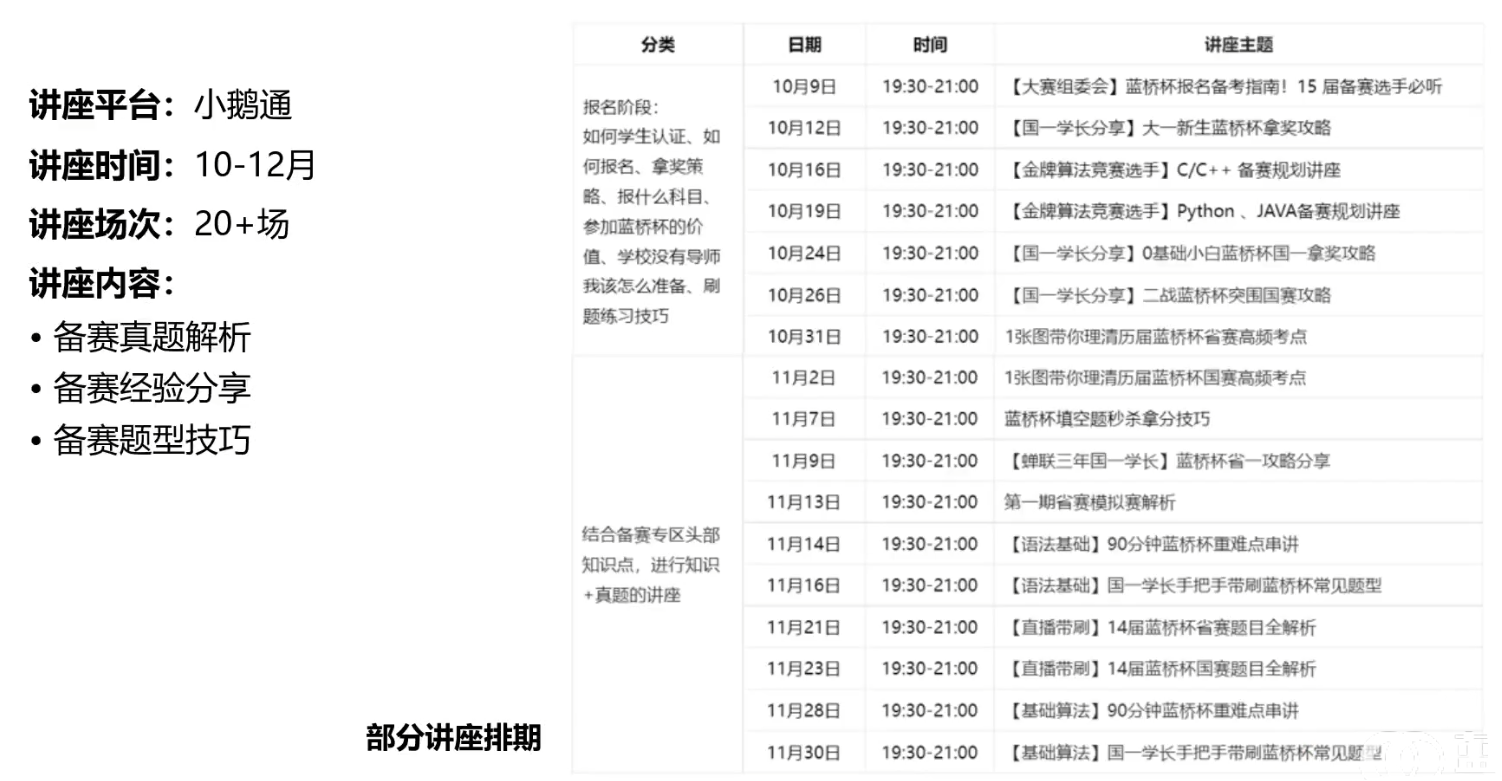 讲座平台：小鹅通
讲座时间：10-12月
讲座场次：20+场
讲座内容：
• 备赛真题解析
• 备赛经验分享
• 备赛题型技巧
部分讲座排期
分类 日期 时间 讲座主题
报名阶段：
如何学生认证、如
何报名、拿奖策
略、报什么科目、
参加蓝桥杯的价
值、学校没有导师
我该怎么准备、刷
题练习技巧
10月9日 19:30-21:00 【大赛组委会】蓝桥杯报名备考指南！15 届备赛选手必听
10月12日 19:30-21:00 【国一学长分享】大一新生蓝桥杯拿奖攻略
10月16日 19:30-21:00 【金牌算法竞赛选手】C/C++ 备赛规划讲座
10月19日 19:30-21:00 【金牌算法竞赛选手】Python 、JAVA备赛规划讲座
10月24日 19:30-21:00 【国一学长分享】0基础小白蓝桥杯国一拿奖攻略
10月26日 19:30-21:00 【国一学长分享】二战蓝桥杯突围国赛攻略
10月31日 19:30-21:00 1张图带你理清历届蓝桥杯省赛高频考点
结合备赛专区头部
知识点，进行知识
+真题的讲座
11月2日 19:30-21:00 1张图带你理清历届蓝桥杯国赛高频考点
11月7日 19:30-21:00 蓝桥杯填空题秒杀拿分技巧
11月9日 19:30-21:00 【蝉联三年国一学长】蓝桥杯省一攻略分享
11月13日 19:30-21:00 第一期省赛模拟赛解析
11月14日 19:30-21:00 【语法基础】90分钟蓝桥杯重难点串讲
11月16日 19:30-21:00 【语法基础】国一学长手把手带刷蓝桥杯常见题型
11月21日 19:30-21:00 【直播带刷】14届蓝桥杯省赛题目全解析
11月23日 19:30-21:00 【直播带刷】14届蓝桥杯国赛题目全解析
11月28日 19:30-21:00 【基础算法】90分钟蓝桥杯重难点串讲
11月30日 19:30-21:00 【基础算法】国一学长手把手带刷蓝桥杯常见题型